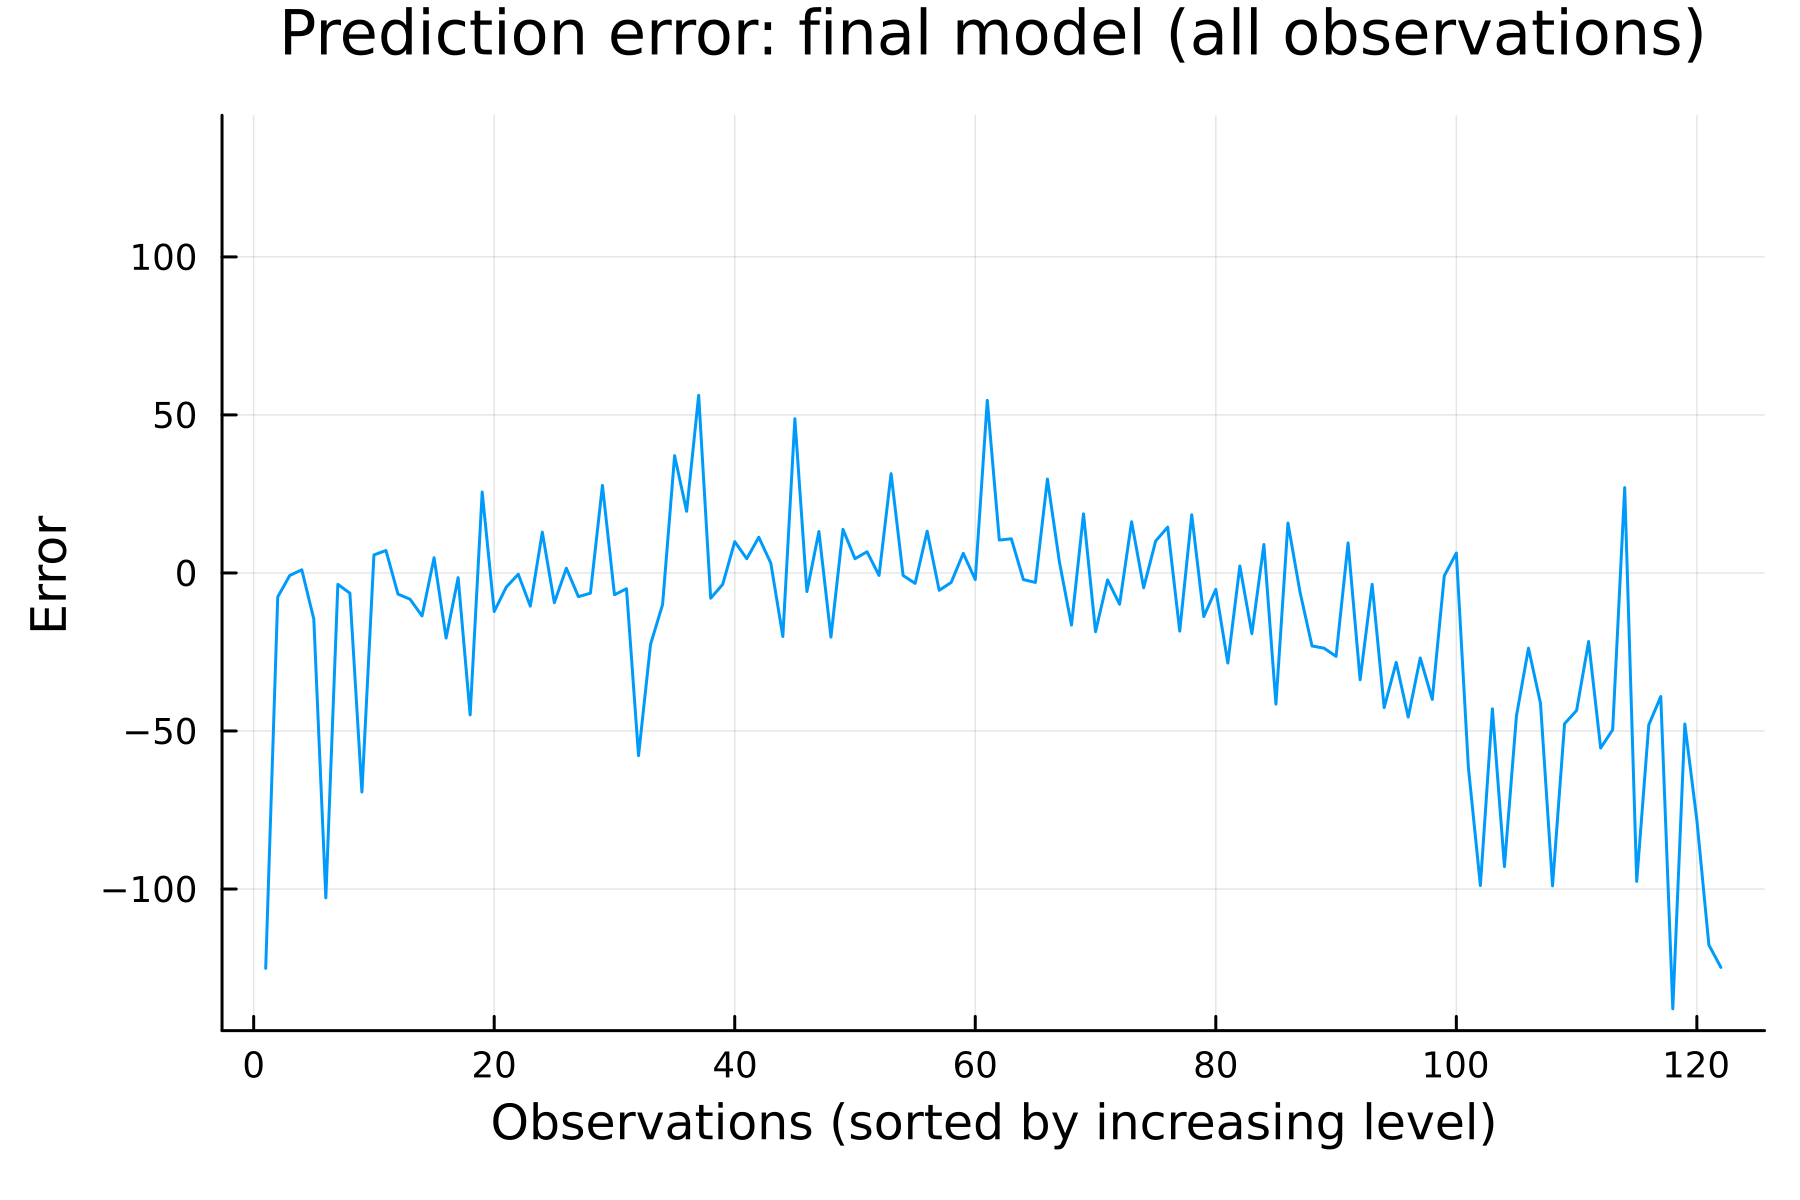 Prediction error: final model (all observations)
100
50
0
−50
−100
Error
0 20 40 60 80 100 120
Observations (sorted by increasing level)